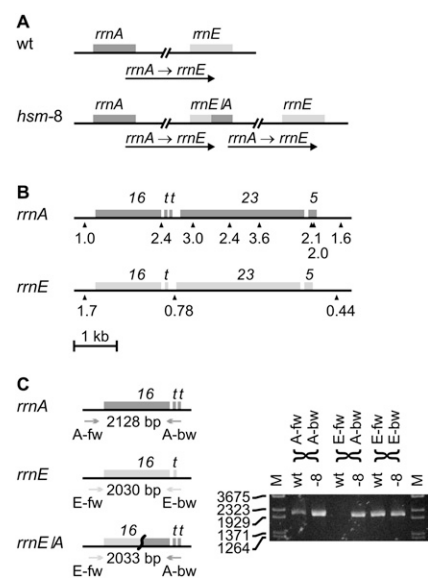 A
wt
rrnA
rrnE
rrnA → rrnE
hsm-8
rrnA
rrnE/A
rrnE
rrnA → rrnE
rrnA → rrnE
B
rrnA
16
tt
23
5
1.0
2.4
3.0
2.4
3.6
2.1
2.0
1.6
rrnE
16
t
23
5
1.7
0.78
0.44
1 kb
C
rrnA
16
tt
2128 bp
A-fw
A-bw
rrnE
16
t
2030 bp
E-fw
E-bw
rrnE/A
16
tt
2033 bp
E-fw
A-bw
A-fw
A-bw
E-fw
A-bw
E-fw
E-bw
M
wt
-8
wt
-8
wt
-8
M
3675
2323
1929
1371
1264